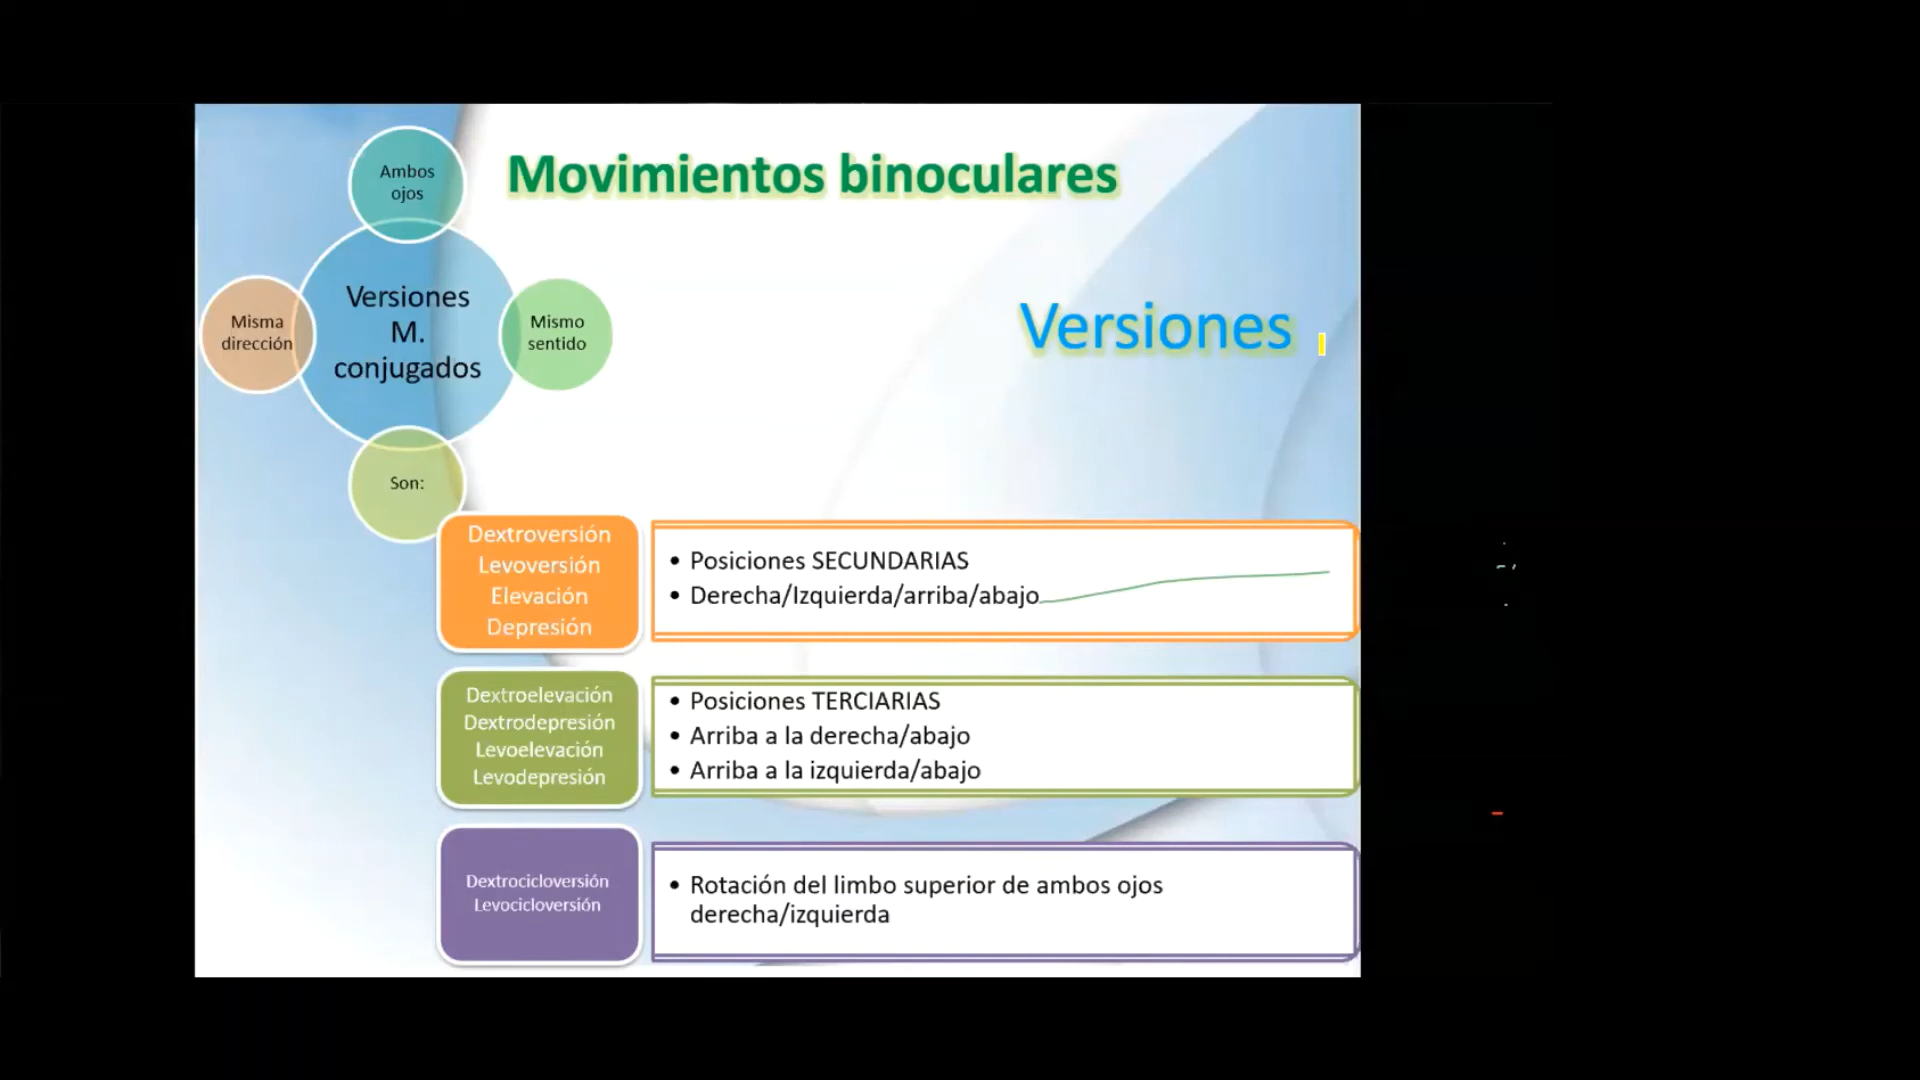 Movimientos binoculares
Ambos
ojos
Versiones
M.
conjugados
Misma
dirección
Mismo
sentido
Son:
Versiones
Dextroversión
Levoversión
Elevación
Depresión
• Posiciones SECUNDARIAS
• Derecha/Izquierda/arriba/abajo
Dextroelevación
Dextrodepresión
Levoelevación
Levodepresión
• Posiciones TERCIARIAS
• Arriba a la derecha/abajo
• Arriba a la izquierda/abajo
Dextrocicloversión
Levocicloversión
• Rotación del limbo superior de ambos ojos
derecha/izquierda